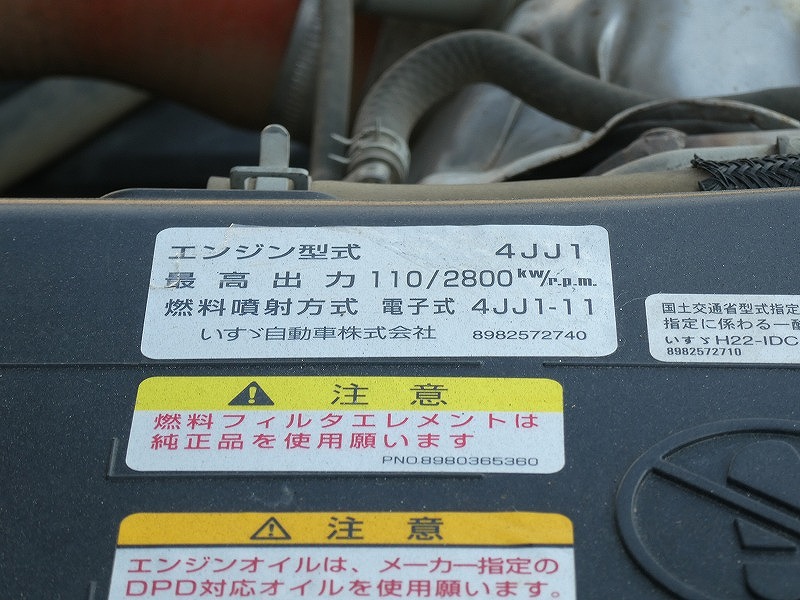 エンジン型式 4JJ1
最高出力 110/2800kw/r.p.m.
燃料噴射方式 電子式 4JJ1-11
いすゞ自動車株式会社 8982572740
国土交通省型式指定
指定に係わる一酸
いすゞH22-IDC
8982572710
注意
燃料フィルタエレメントは
純正品を使用願います
PNO.8980365360
注意
エンジンオイルは、メーカー指定の
DPD対応オイルを使用願います。